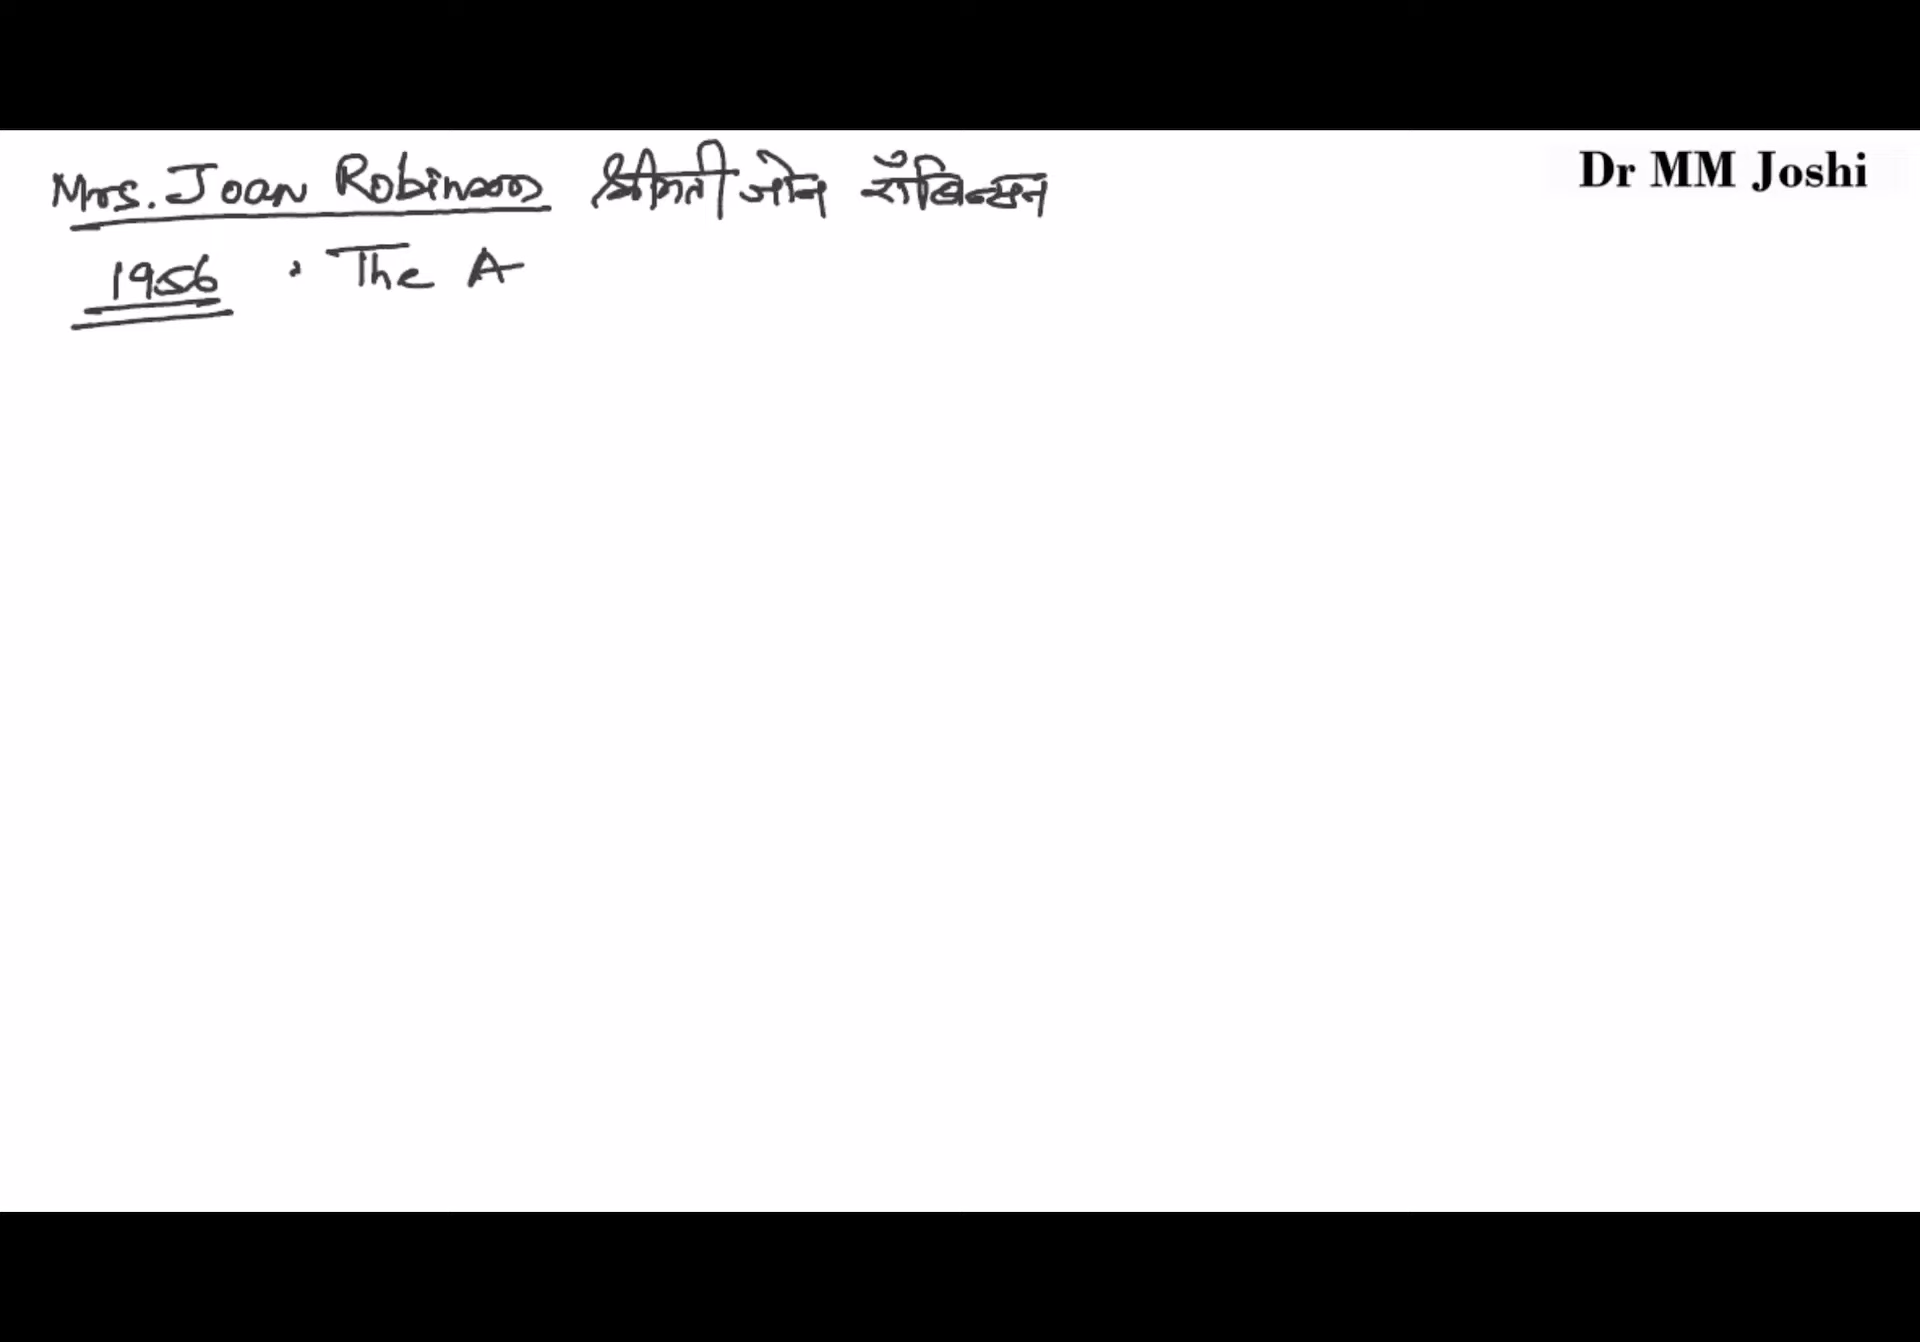 Mrs. Joan Robinson श्रीमती जोन रॉबिन्सन
Dr MM Joshi
1956 . The A